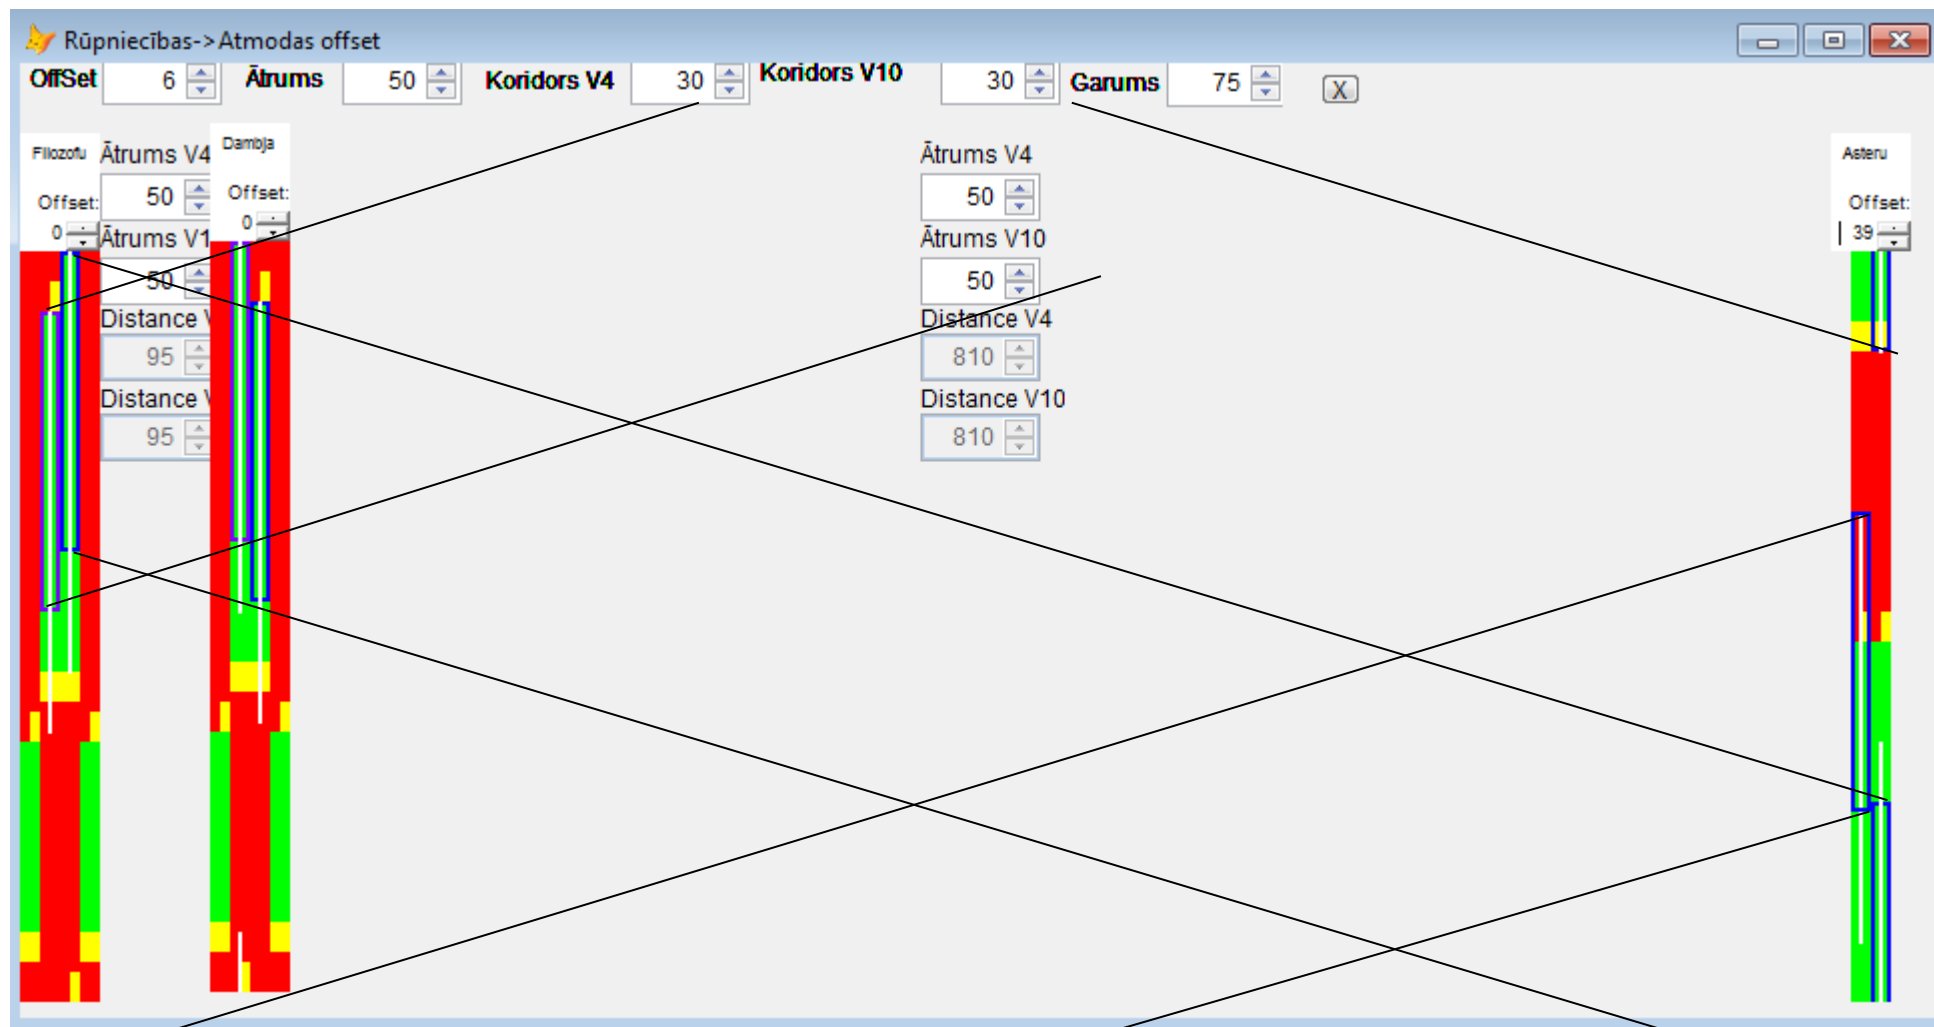 Rūpniecības->Atmodas offset
OffSet 6 Ātrums 50 Koridors V4 30 Koridors V10 30 Garums 75 X
Filozofu
Offset:
0
Ātrums V4
50
Ātrums V1
50
Distance
95
Distance
95
Dambja
Offset:
0
Ātrums V4
50
Ātrums V10
50
Distance V4
810
Distance V10
810
Asteru
Offset:
39